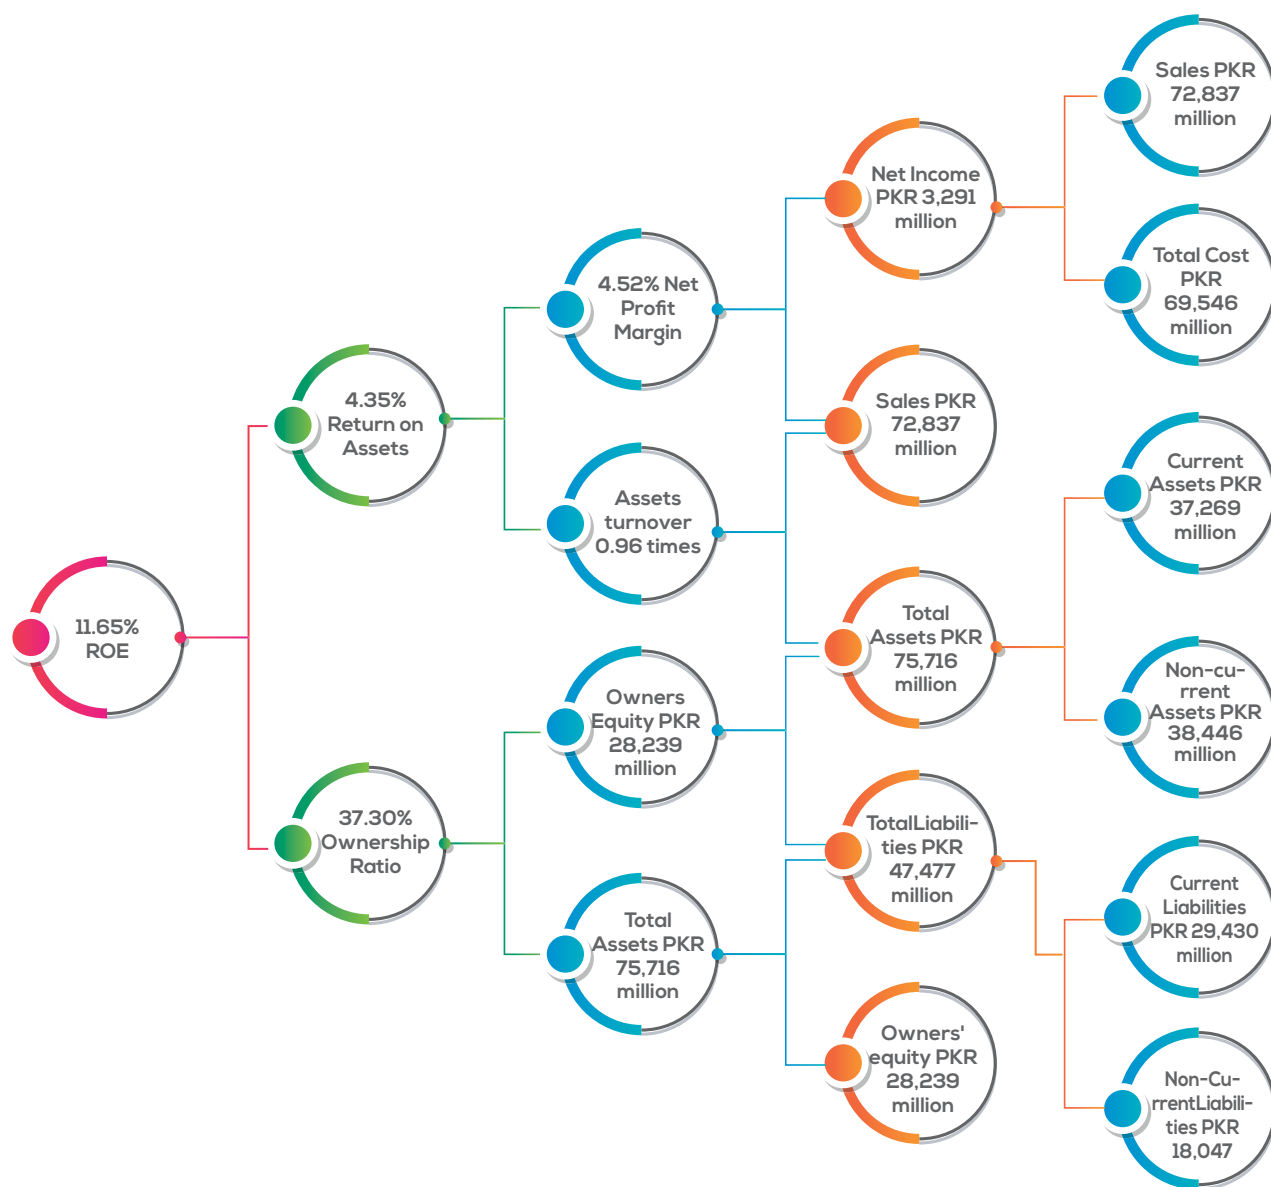 11.65%
ROE
4.35%
Return on
Assets
37.30%
Ownership
Ratio
4.52% Net
Profit
Margin
Assets
turnover
0.96 times
Owners
Equity PKR
28,239
million
Total
Assets PKR
75,716
million
Net Income
PKR 3,291
million
Sales PKR
72,837
million
Total
Assets PKR
75,716
million
TotalLiabili-
ties PKR
47,477
million
Owners'
equity PKR
28,239
million
Sales PKR
72,837
million
Total Cost
PKR
69,546
million
Current
Assets PKR
37,269
million
Non-cu-
rrent
Assets PKR
38,446
million
Current
Liabilities
PKR 29,430
million
Non-Cu-
rrentLiabili-
ties PKR
18,047